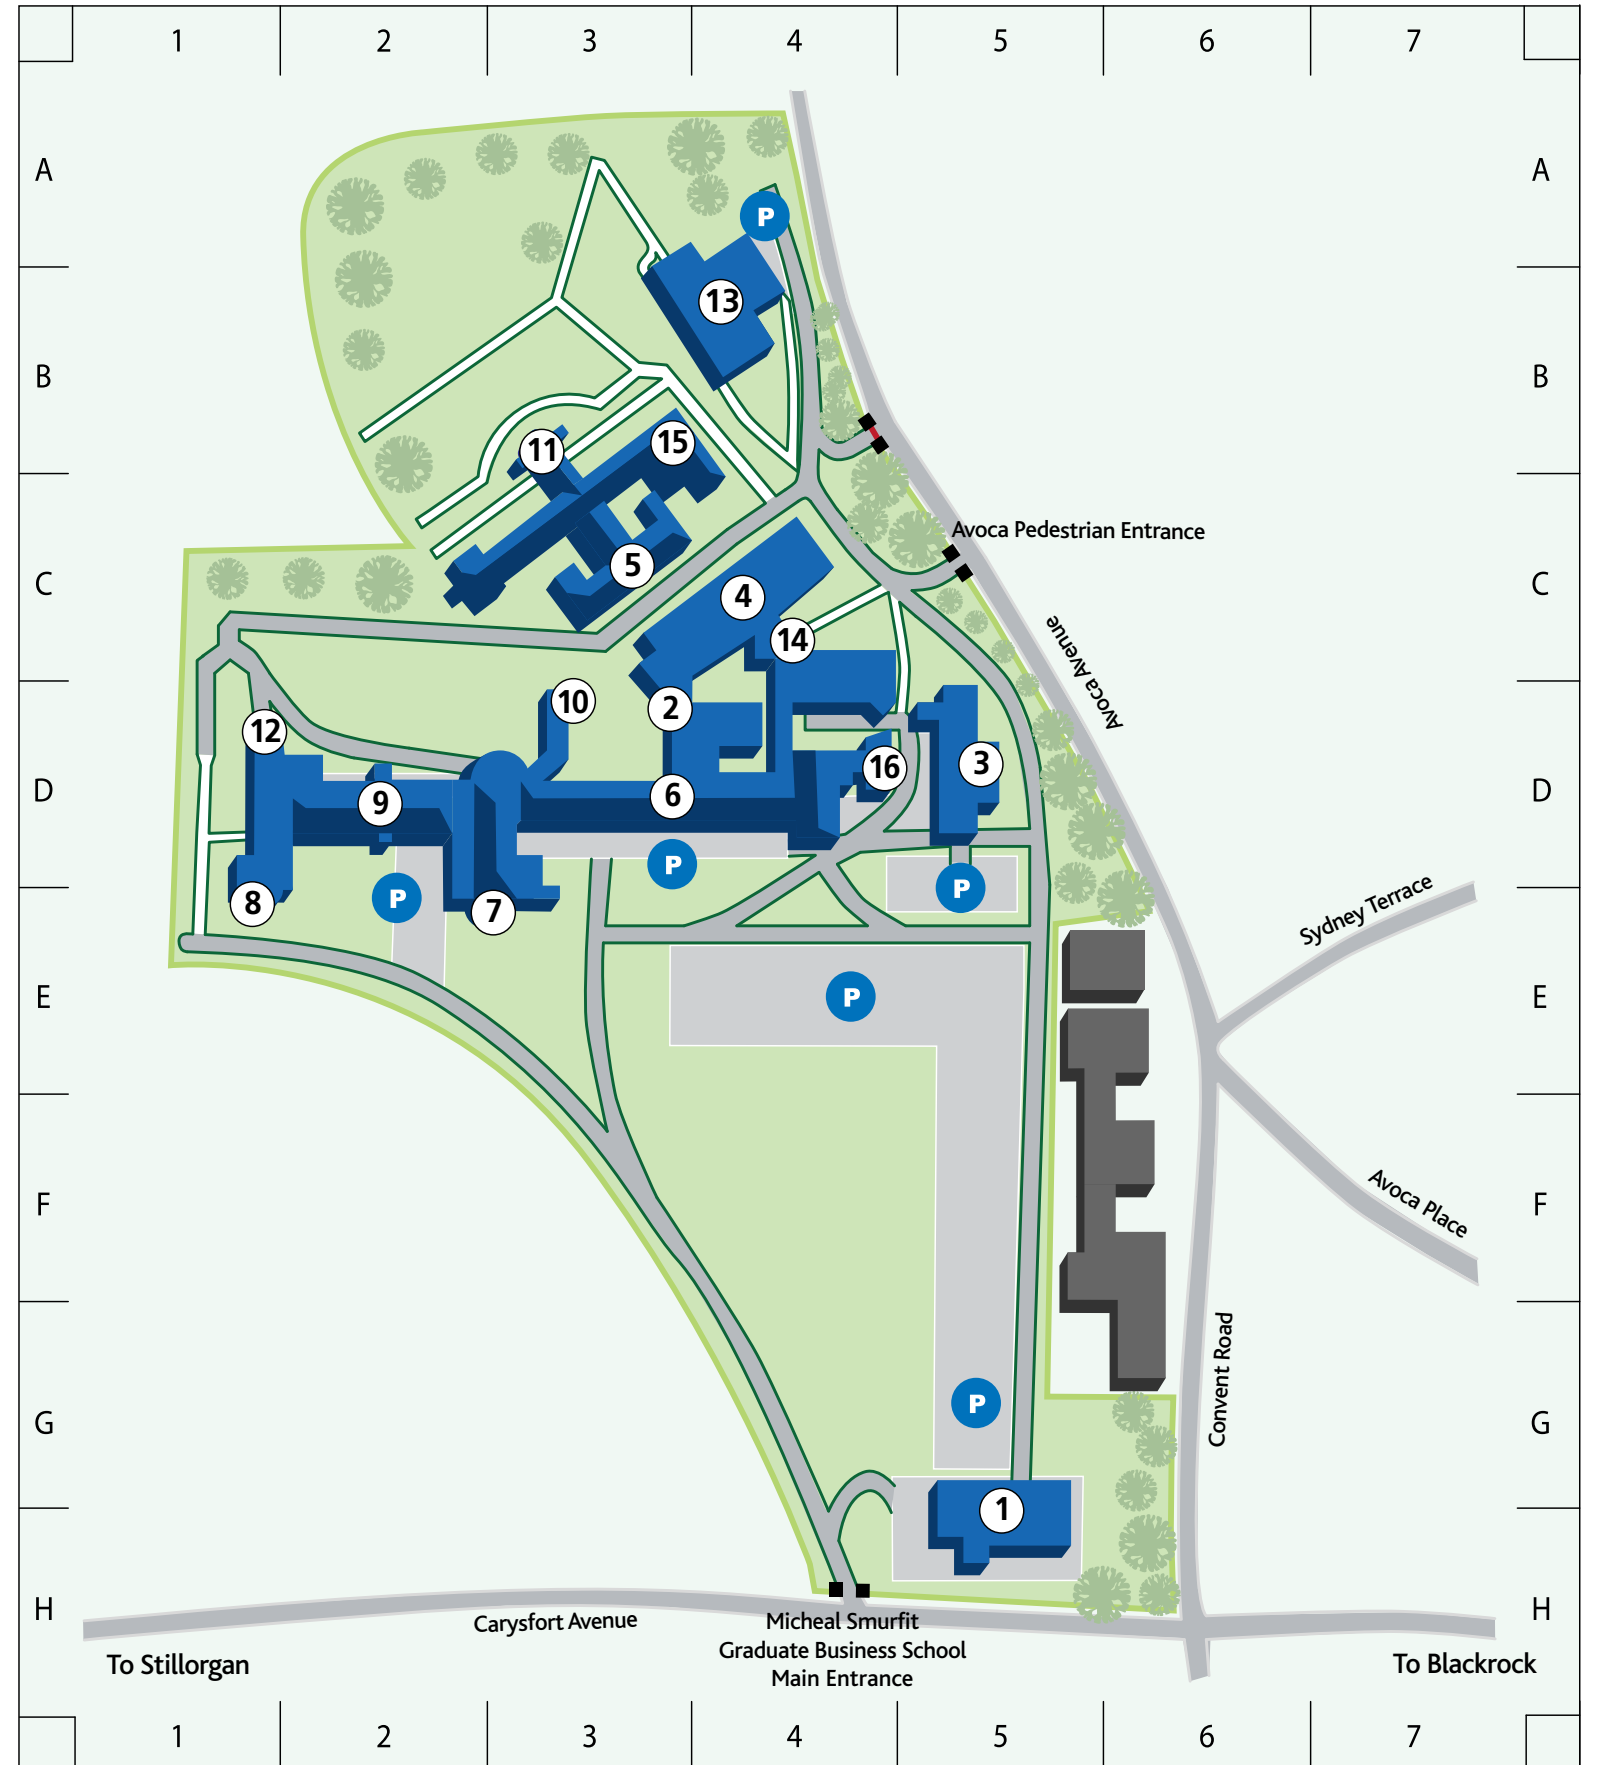 1 2 3 4 5 6 7
A A
P
13
B B
11 15
Avoca Pedestrian Entrance
5
C C
4
14
Avoca Avenue
10
2
12
16 3
D D
9 6
P
P
P
8 7
Sydney Terrace
E E
P
Avoca Place
F F
Convent Road
P
G G
1
H H
Carysfort Avenue
Micheal Smurfit
Graduate Business School
Main Entrance
To Stillorgan
To Blackrock
1 2 3 4 5 6 7